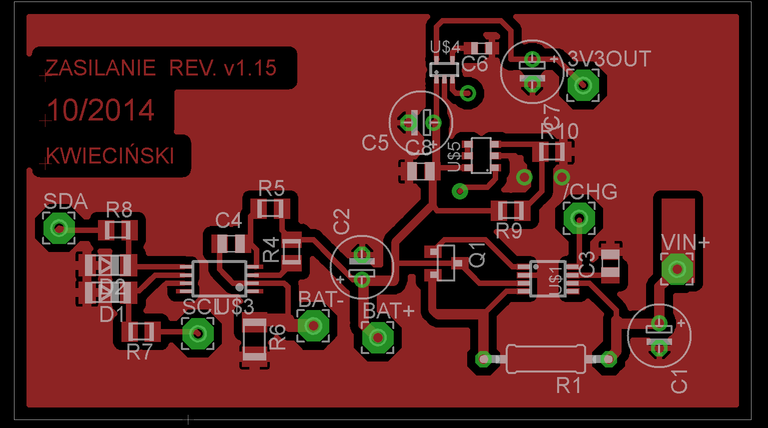 ZASILANIE REV. v1.15
10/2014
KWIECIŃSKI
U$4
C6
3V3OUT
C7
R10
C5
C8
U$5
/CHG
SDA
R8
R5
C4
R4
C2
R9
Q1
U$1
C3
VIN+
D2
D1
SCL
U$3
BAT-
BAT+
R7
R6
R1
C1